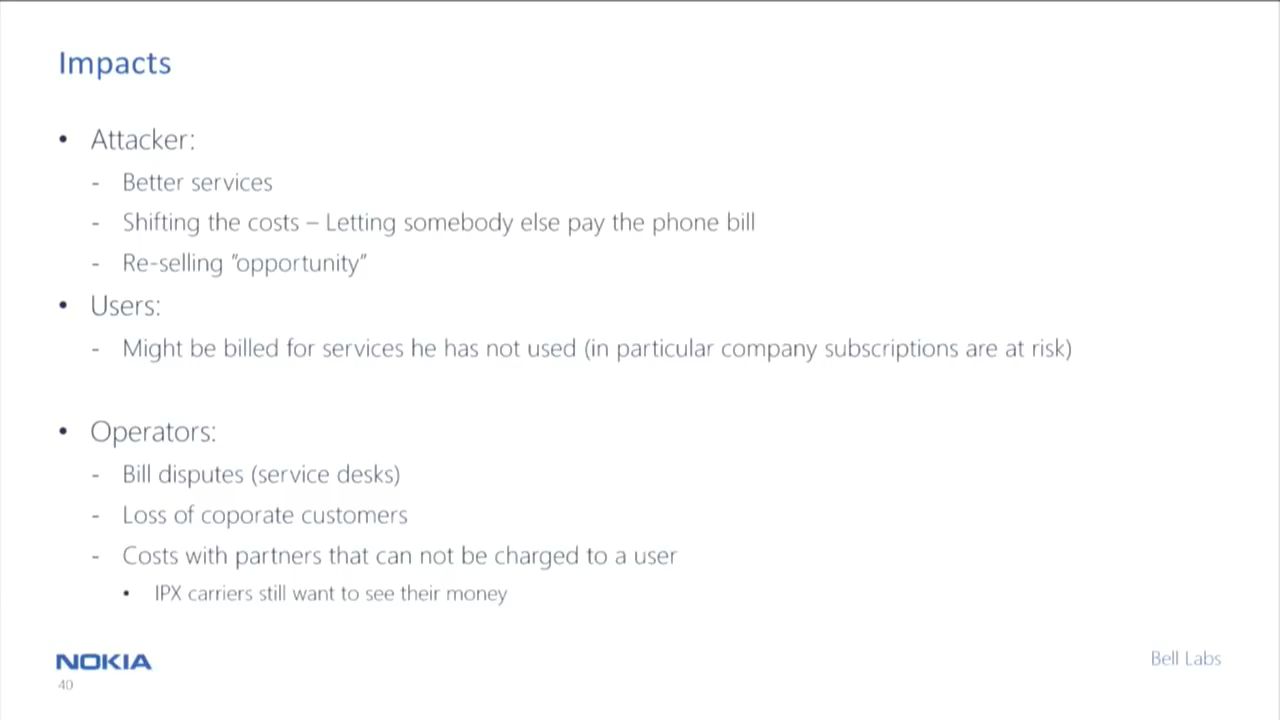 Impacts
• Attacker:
- Better services
- Shifting the costs – Letting somebody else pay the phone bill
- Re-selling “opportunity”
• Users:
- Might be billed for services he has not used (in particular company subscriptions are at risk)
• Operators:
- Bill disputes (service desks)
- Loss of coporate customers
- Costs with partners that can not be charged to a user
• IPX carriers still want to see their money
NOKIA
Bell Labs
40